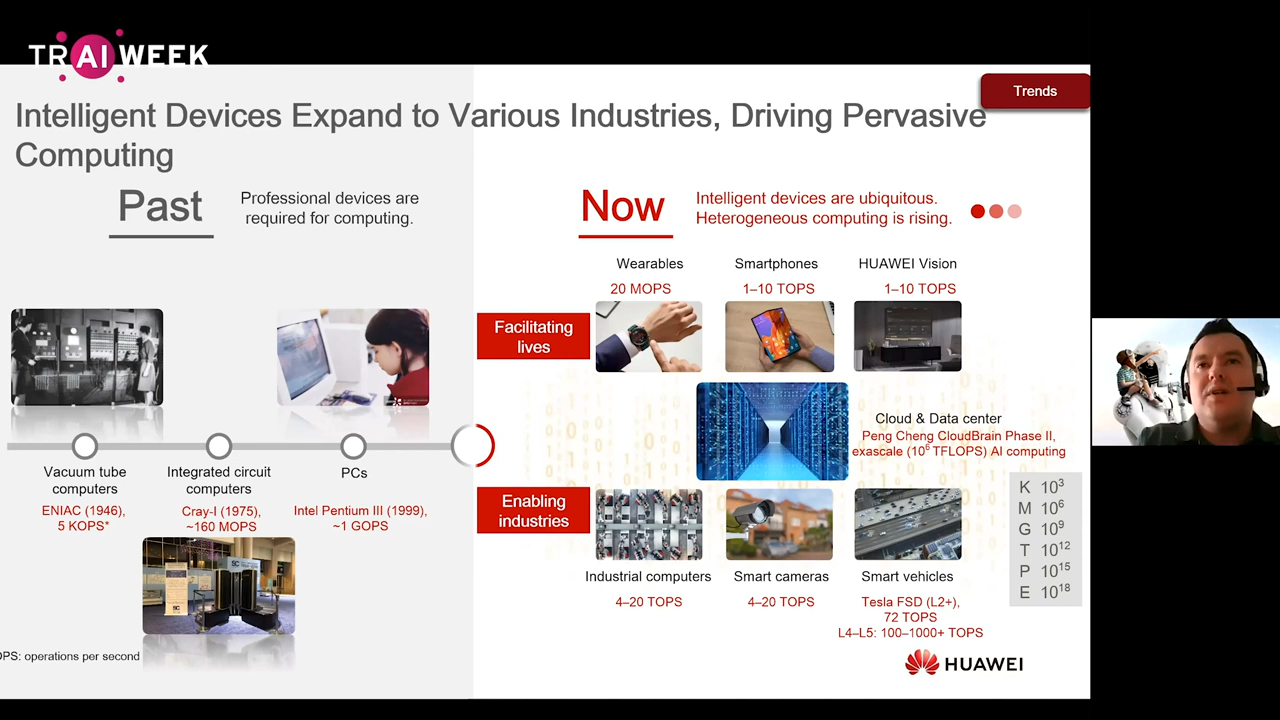 TRAI WEEK
Trends
Intelligent Devices Expand to Various Industries, Driving Pervasive
Computing
Past
Professional devices are
required for computing.
Now
Intelligent devices are ubiquitous.
Heterogeneous computing is rising.
Wearables
20 MOPS
Smartphones
1–10 TOPS
HUAWEI Vision
1–10 TOPS
Facilitating
lives
Cloud & Data center
Peng Cheng CloudBrain Phase II,
exascale (10⁶ TFLOPS) AI computing
Vacuum tube
computers
ENIAC (1946),
5 KOPS*
Integrated circuit
computers
Cray-I (1975),
~160 MOPS
PCs
Intel Pentium III (1999),
~1 GOPS
Enabling
industries
Industrial computers
4–20 TOPS
Smart cameras
4–20 TOPS
Smart vehicles
Tesla FSD (L2+),
72 TOPS
L4–L5: 100–1000+ TOPS
K 10³
M 10⁶
G 10⁹
T 10¹²
P 10¹⁵
E 10¹⁸
OPS: operations per second
HUAWEI